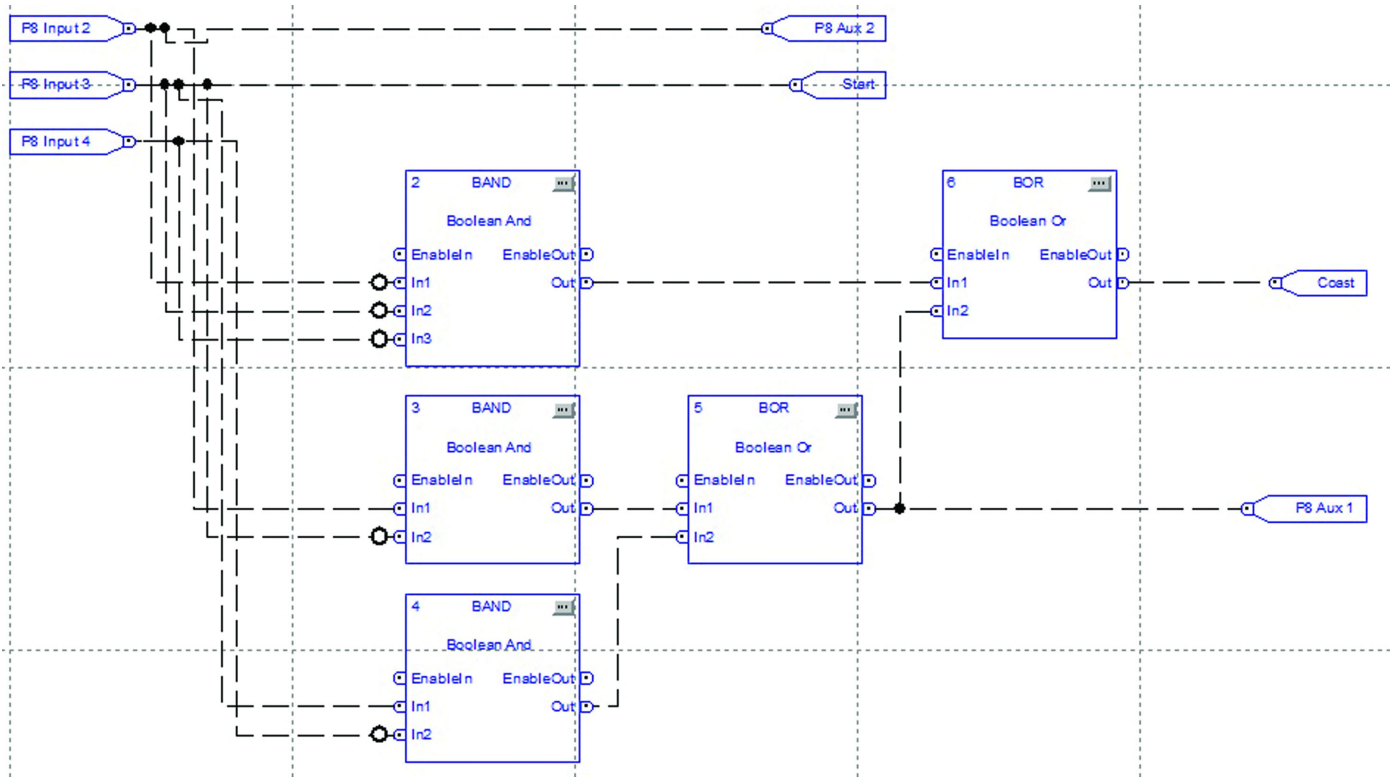 P8 Input 2
P8 Aux 2
P8 Input 3
Start
P8 Input 4
2 BAND
Boolean And
EnableIn EnableOut
In1 Out
In2
In3
6 BOR
Boolean Or
EnableIn EnableOut
In1 Out
In2
Coast
3 BAND
Boolean And
EnableIn EnableOut
In1 Out
In2
5 BOR
Boolean Or
EnableIn EnableOut
In1 Out
In2
P8 Aux 1
4 BAND
Boolean And
EnableIn EnableOut
In1 Out
In2